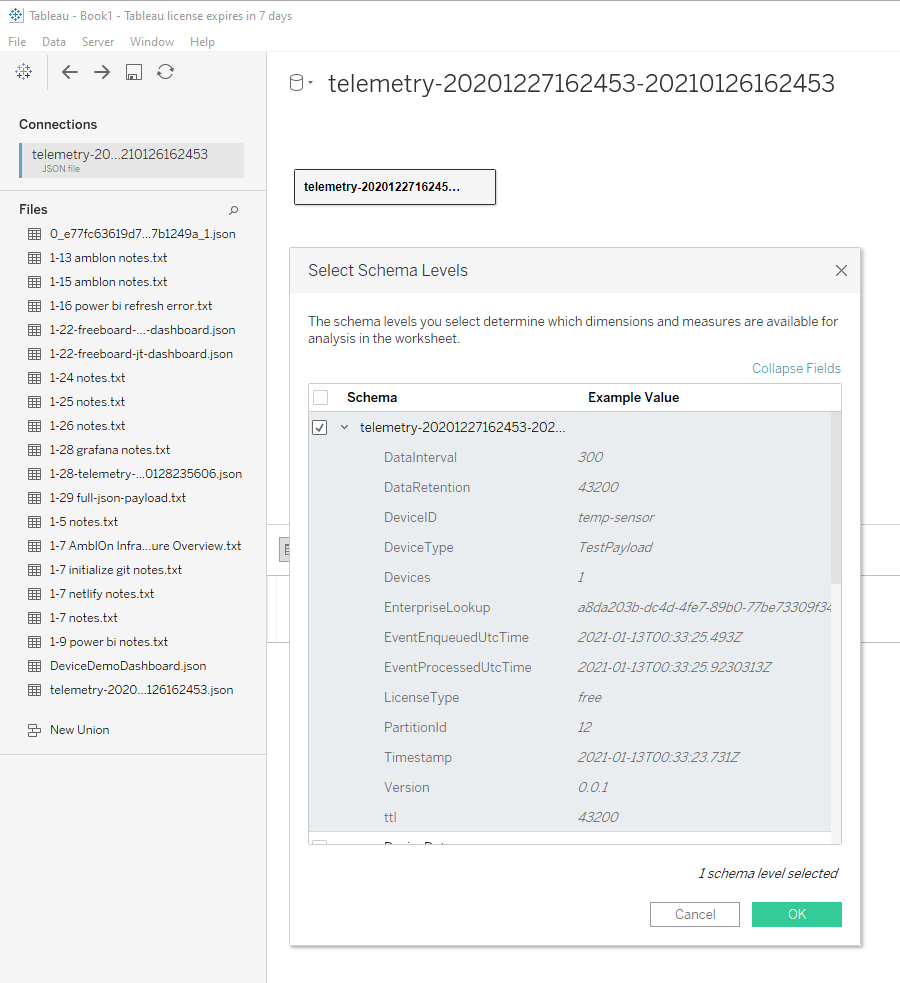 Tableau - Book1 - Tableau license expires in 7 days
File Data Server Window Help
Connections
telemetry-20...210126162453
JSON file
Files
0_e77fc63619d7...7b1249a_1.json
1-13 amblon notes.txt
1-15 amblon notes.txt
1-16 power bi refresh error.txt
1-22-freeboard-...-dashboard.json
1-22-freeboard-jt-dashboard.json
1-24 notes.txt
1-25 notes.txt
1-26 notes.txt
1-28 grafana notes.txt
1-28-telemetry-...0128235606.json
1-29 full-json-payload.txt
1-5 notes.txt
1-7 AmblOn Infra...ure Overview.txt
1-7 initialize git notes.txt
1-7 netlify notes.txt
1-7 notes.txt
1-9 power bi notes.txt
DeviceDemoDashboard.json
telemetry-2020...126162453.json
New Union
telemetry-20201227162453-20210126162453
telemetry-2020122716245...
Select Schema Levels
The schema levels you select determine which dimensions and measures are available for
analysis in the worksheet.
Collapse Fields
Schema Example Value
telemetry-20201227162453-202...
DataInterval 300
DataRetention 43200
DeviceID temp-sensor
DeviceType TestPayload
Devices 1
EnterpriseLookup a8da203b-dc4d-4fe7-89b0-77be73309f34
EventEnqueuedUtcTime 2021-01-13T00:33:25.493Z
EventProcessedUtcTime 2021-01-13T00:33:25.9230313Z
LicenseType free
PartitionId 12
Timestamp 2021-01-13T00:33:23.731Z
Version 0.0.1
ttl 43200
1 schema level selected
Cancel OK